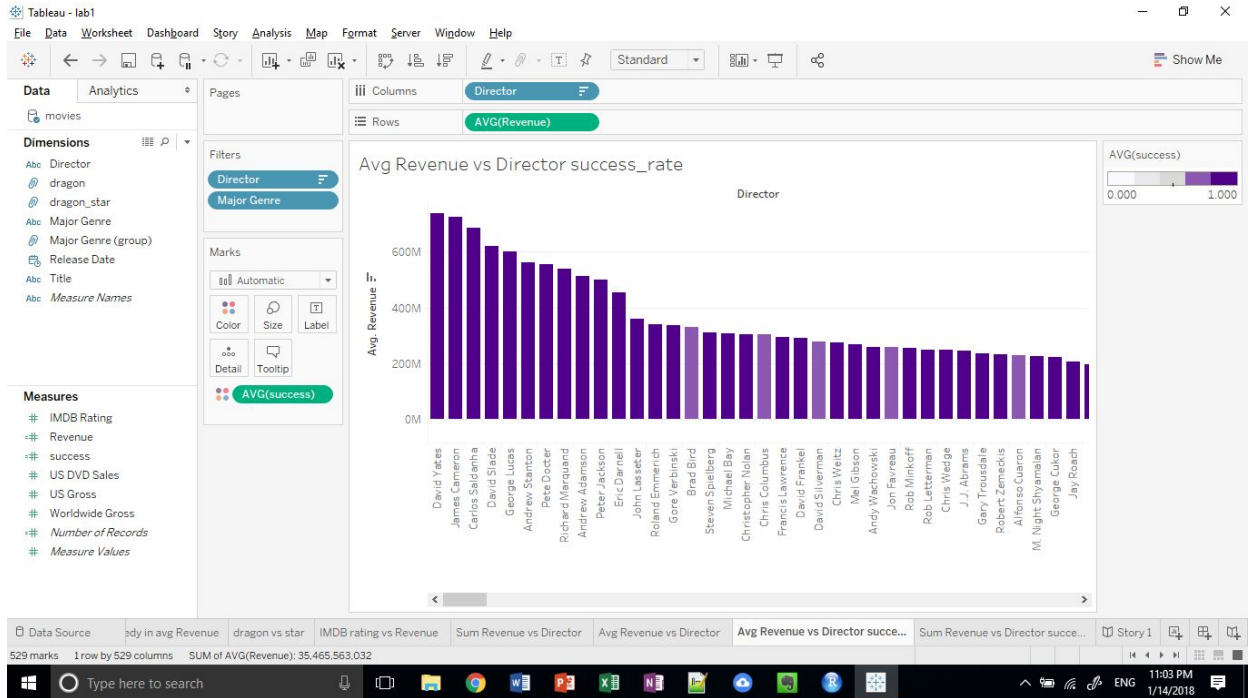 Tableau - lab1
File Data Worksheet Dashboard Story Analysis Map Format Server Window Help
Standard
Show Me
Data Analytics
movies
Dimensions
Abc Director
dragon
dragon_star
Abc Major Genre
Major Genre (group)
Release Date
Abc Title
Abc Measure Names
Measures
# IMDB Rating
=# Revenue
=# success
# US DVD Sales
# US Gross
# Worldwide Gross
=# Number of Records
# Measure Values
Pages
Filters
Director
Major Genre
Marks
Automatic
Color Size Label
Detail Tooltip
AVG(success)
Columns Director
Rows AVG(Revenue)
Avg Revenue vs Director success_rate
Director
Avg. Revenue
600M
400M
200M
0M
David Yates
James Cameron
Carlos Saldanha
David Slade
George Lucas
Andrew Stanton
Pete Docter
Richard Marquand
Andrew Adamson
Peter Jackson
Eric Darnell
John Lasseter
Roland Emmerich
Gore Verbinski
Brad Bird
Steven Spielberg
Michael Bay
Christopher Nolan
Chris Columbus
Francis Lawrence
David Frankel
David Silverman
Chris Weitz
Mel Gibson
Andy Wachowski
Jon Favreau
Rob Minkoff
Rob Letterman
Chris Wedge
J.J. Abrams
Gary Trousdale
Robert Zemeckis
Alfonso Cuaron
M. Night Shyamalan
George Cukor
Jay Roach
AVG(success)
0.000 1.000
Data Source edy in avg Revenue dragon vs star IMDB rating vs Revenue Sum Revenue vs Director Avg Revenue vs Director Avg Revenue vs Director succe... Sum Revenue vs Director succe... Story 1
529 marks 1 row by 529 columns SUM of AVG(Revenue): 35,465,563,032
Type here to search
ENG
11:03 PM
1/14/2018